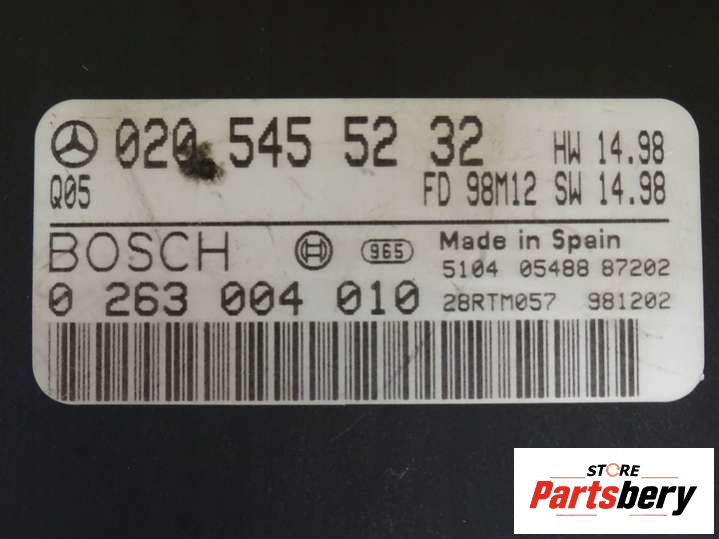 020 545 52 32 HW 14.98
Q05 FD 98M12 SW 14.98
BOSCH 965 Made in Spain
5104 05488 87202
0 263 004 010 28RTM057 981202
STORE
Partsbery